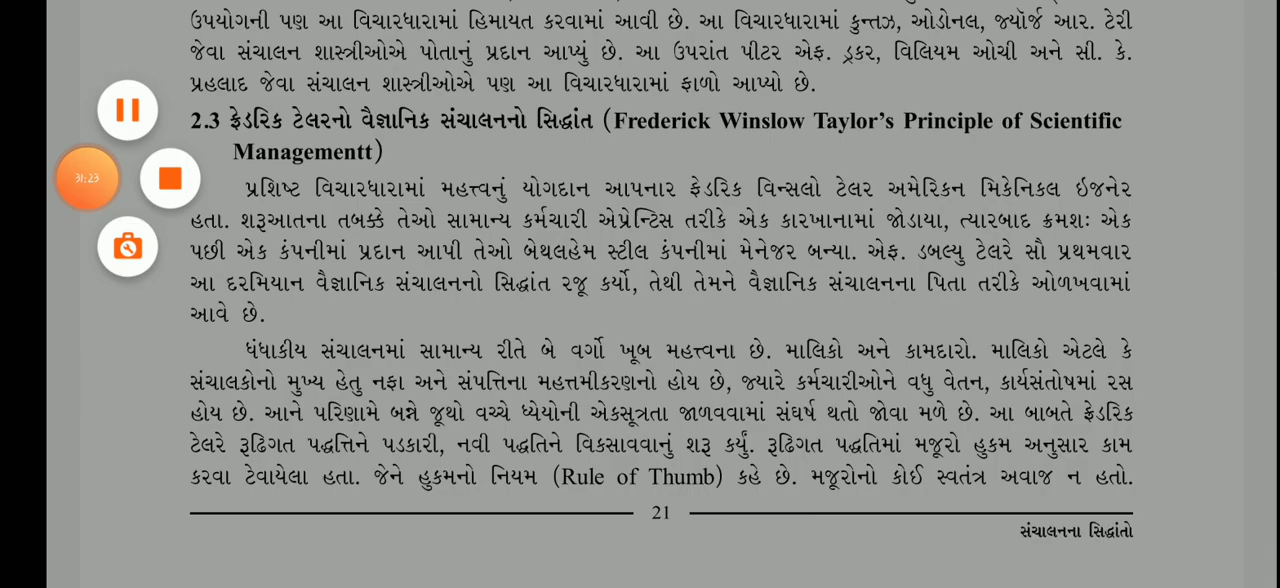 ઉપયોગની પણ આ વિચારધારામાં હિમાયત કરવામાં આવી છે. આ વિચારધારામાં કુન્તઝ, ઓડોનલ, જ્યૉર્જ આર. ટેરી
જેવા સંચાલન શાસ્ત્રીઓએ પોતાનું પ્રદાન આપ્યું છે. આ ઉપરાંત પીટર એફ. ડ્રકર, વિલિયમ ઓચી અને સી. કે.
પ્રહલાદ જેવા સંચાલન શાસ્ત્રીઓએ પણ આ વિચારધારામાં ફાળો આપ્યો છે.
2.3 ફ્રેડરિક ટેલરનો વૈજ્ઞાનિક સંચાલનનો સિદ્ધાંત (Frederick Winslow Taylor's Principle of Scientific
Managementt)
પ્રશિષ્ટ વિચારધારામાં મહત્ત્વનું યોગદાન આપનાર ફેડરિક વિન્સલો ટેલર અમેરિકન મિકેનિકલ ઇજનેર
હતા. શરૂઆતના તબક્કે તેઓ સામાન્ય કર્મચારી એપ્રેન્ટિસ તરીકે એક કારખાનામાં જોડાયા, ત્યારબાદ ક્રમશઃ એક
પછી એક કંપનીમાં પ્રદાન આપી તેઓ બેથલહેમ સ્ટીલ કંપનીમાં મેનેજર બન્યા. એફ. ડબલ્યુ ટેલરે સૌ પ્રથમવાર
આ દરમિયાન વૈજ્ઞાનિક સંચાલનનો સિદ્ધાંત રજૂ કર્યો, તેથી તેમને વૈજ્ઞાનિક સંચાલનના પિતા તરીકે ઓળખવામાં
આવે છે.
ધંધાકીય સંચાલનમાં સામાન્ય રીતે બે વર્ગો ખૂબ મહત્ત્વના છે. માલિકો અને કામદારો. માલિકો એટલે કે
સંચાલકોનો મુખ્ય હેતુ નફા અને સંપત્તિના મહત્તમીકરણનો હોય છે, જ્યારે કર્મચારીઓને વધુ વેતન, કાર્યસંતોષમાં રસ
હોય છે. આને પરિણામે બન્ને જૂથો વચ્ચે ધ્યેયોની એકસૂત્રતા જાળવવામાં સંઘર્ષ થતો જોવા મળે છે. આ બાબતે ફ્રેડરિક
ટેલરે રૂઢિગત પદ્ધત્તિને પડકારી, નવી પદ્ધતિને વિકસાવવાનું શરૂ કર્યું. રૂઢિગત પદ્ધતિમાં મજૂરો હુકમ અનુસાર કામ
કરવા ટેવાયેલા હતા. જેને હુકમનો નિયમ (Rule of Thumb) કહે છે. મજૂરોનો કોઈ સ્વતંત્ર અવાજ ન હતો.
21
સંચાલનના સિદ્ધાંતો
31:23